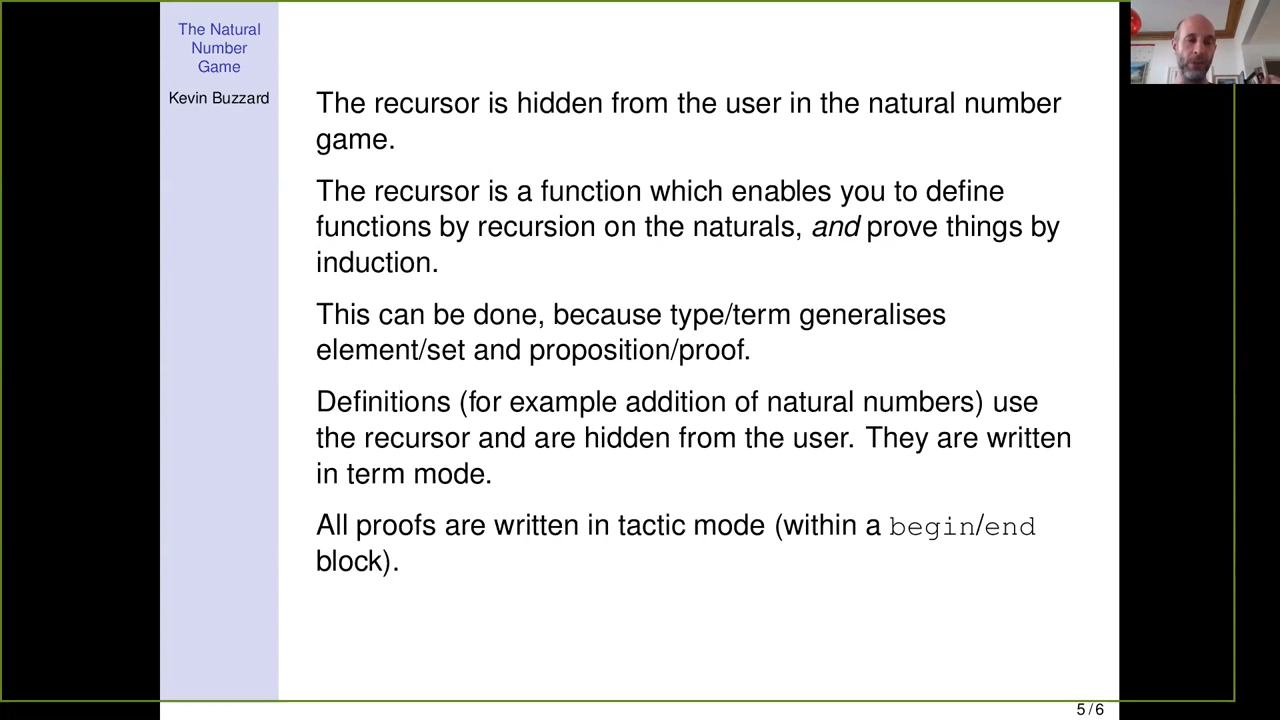 The Natural
Number
Game
Kevin Buzzard
The recursor is hidden from the user in the natural number
game.
The recursor is a function which enables you to define
functions by recursion on the naturals, and prove things by
induction.
This can be done, because type/term generalises
element/set and proposition/proof.
Definitions (for example addition of natural numbers) use
the recursor and are hidden from the user. They are written
in term mode.
All proofs are written in tactic mode (within a begin/end
block).
5 / 6